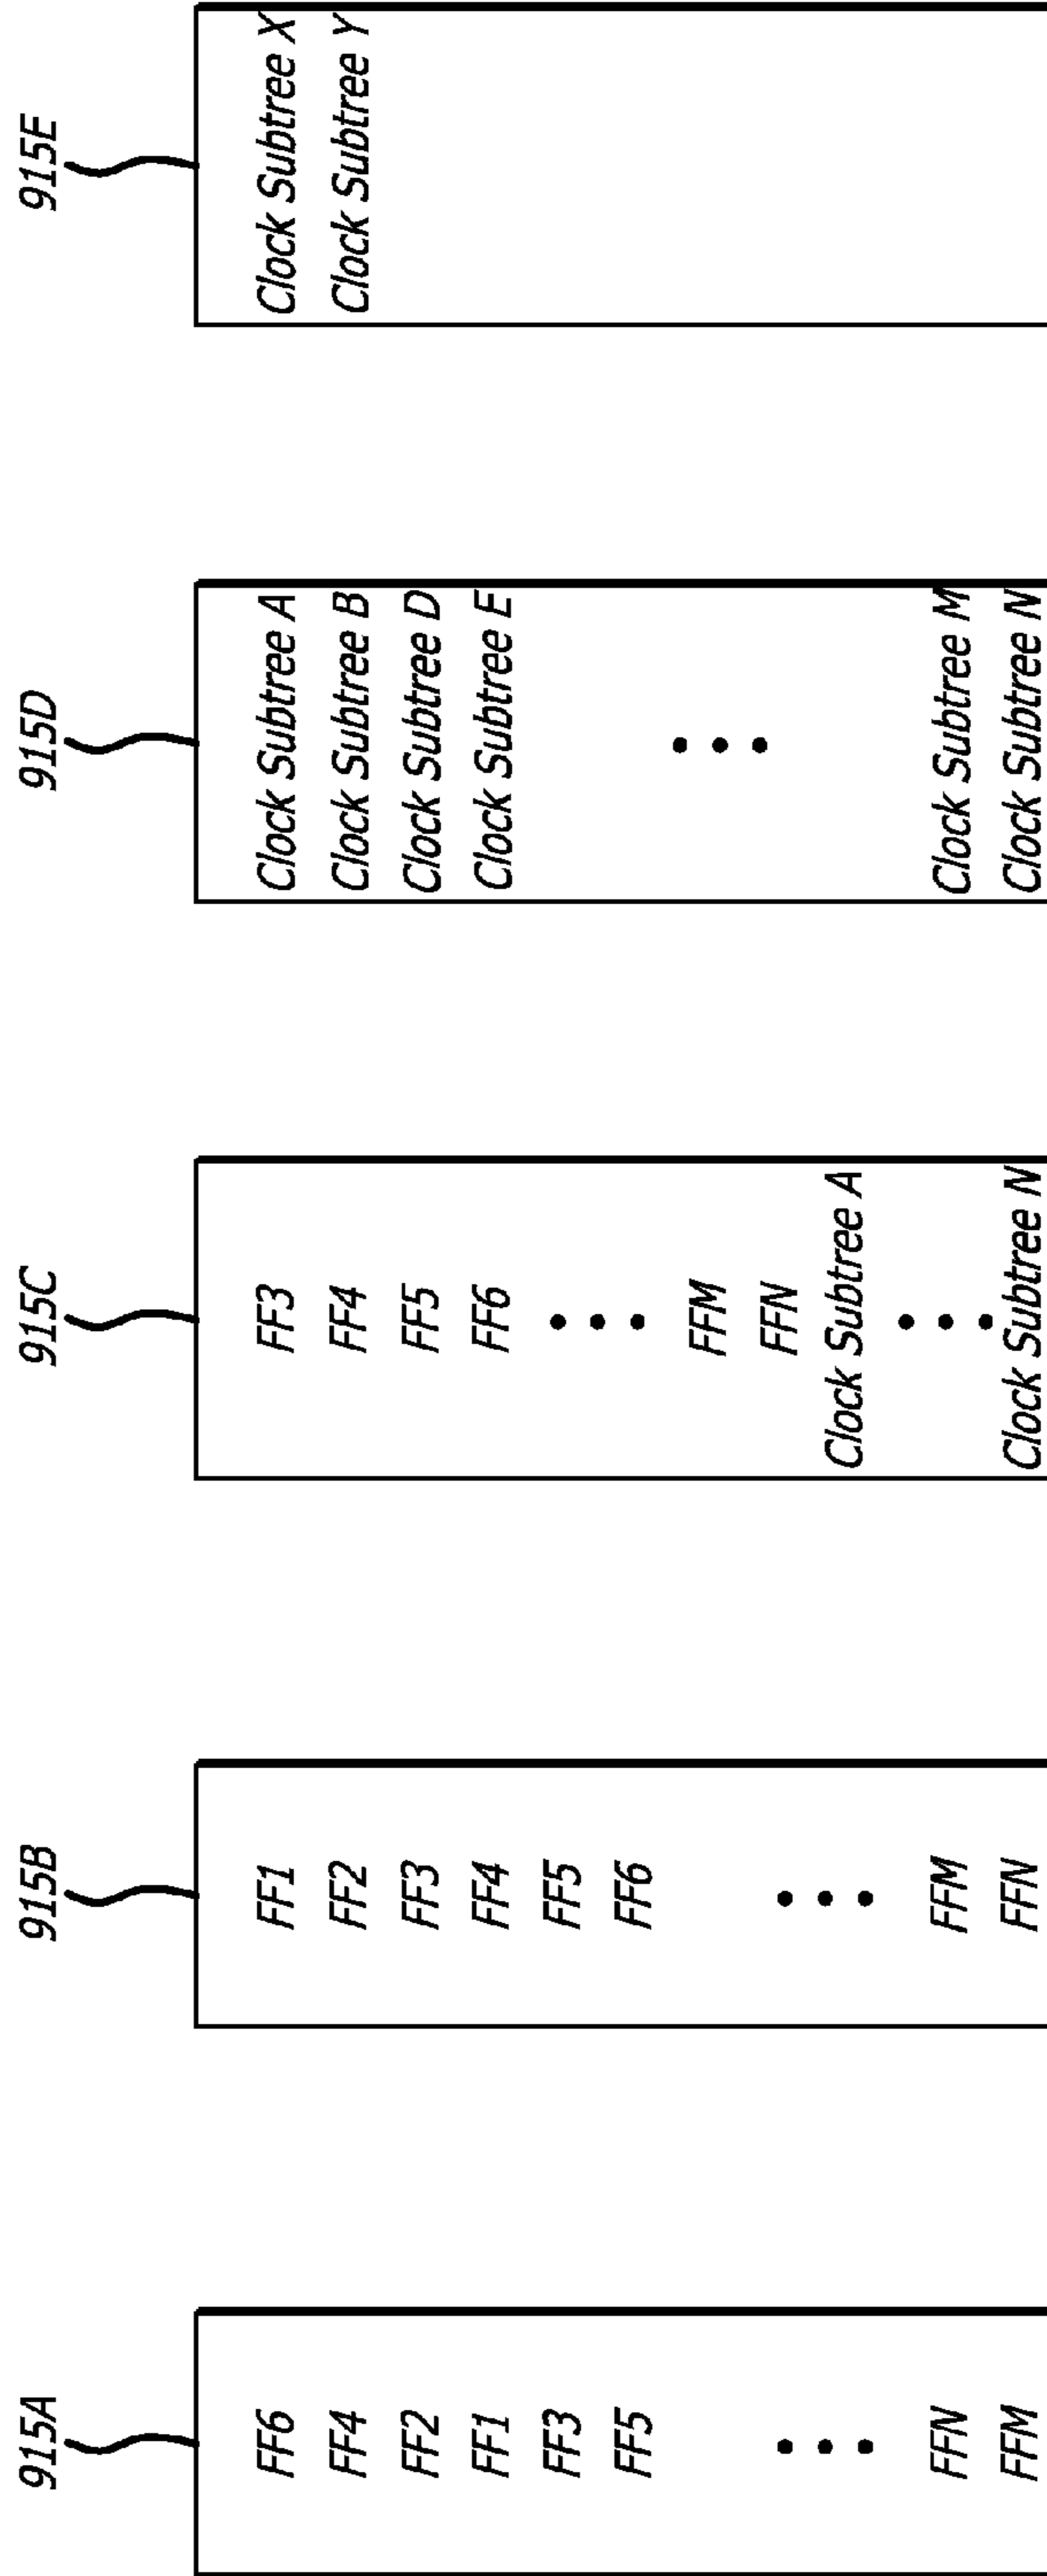 915A
FF6
FF4
FF2
FF1
FF3
FF5
FFN
FFM
915B
FF1
FF2
FF3
FF4
FF5
FF6
FFM
FFN
915C
FF3
FF4
FF5
FF6
FFM
FFN
Clock Subtree A
Clock Subtree N
915D
Clock Subtree A
Clock Subtree B
Clock Subtree D
Clock Subtree E
Clock Subtree M
Clock Subtree N
915E
Clock Subtree X
Clock Subtree Y